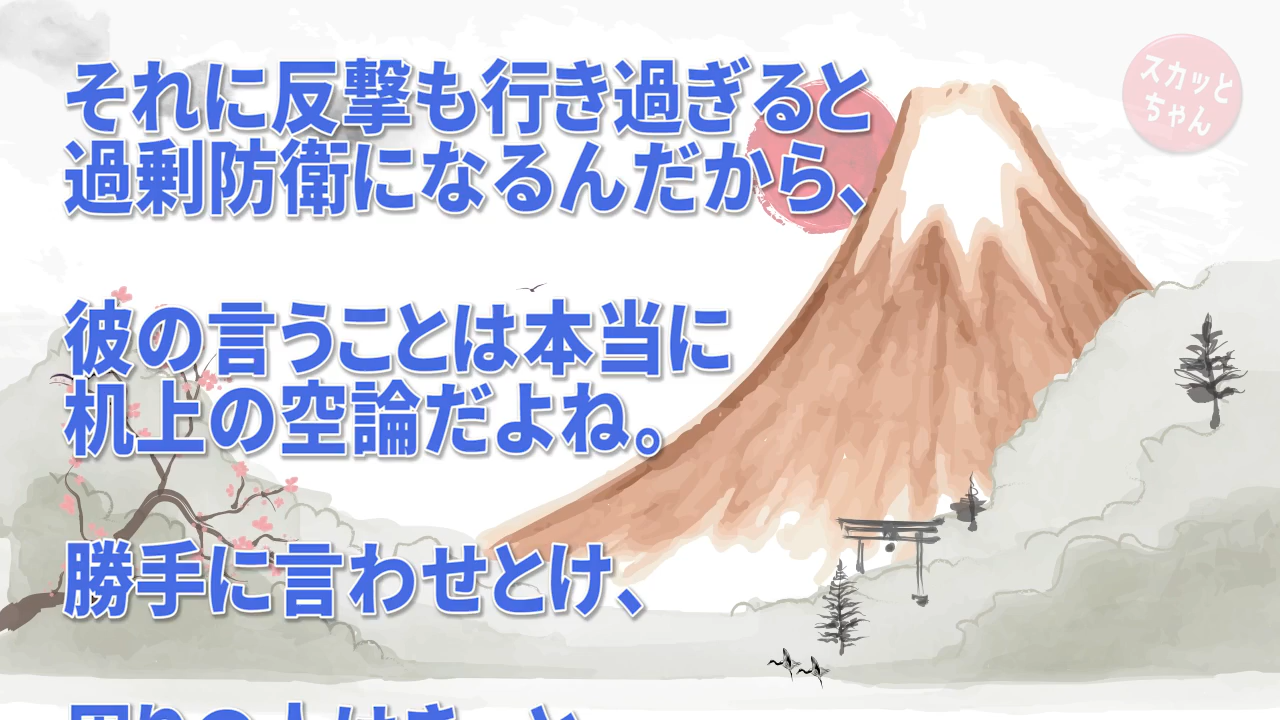 それに反撃も行き過ぎると
過剰防衛になるんだから、
彼の言うことは本当に
机上の空論だよね。
勝手に言わせとけ、
スカッと
ちゃん